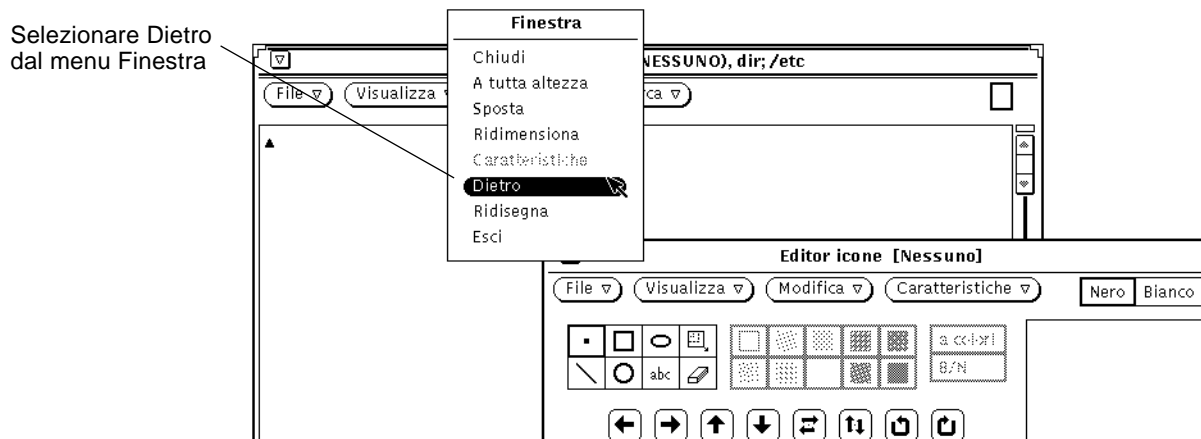 Selezionare Dietro
dal menu Finestra
Finestra
Chiudi
A tutta altezza
Sposta
Ridimensiona
Caratteristiche
Dietro
Ridisegna
Esci
NESSUNO), dir; /etc
File
Visualizza
rca
Editor icone [Nessuno]
File Visualizza Modifica Caratteristiche Nero Bianco
abc
a colori
B/N